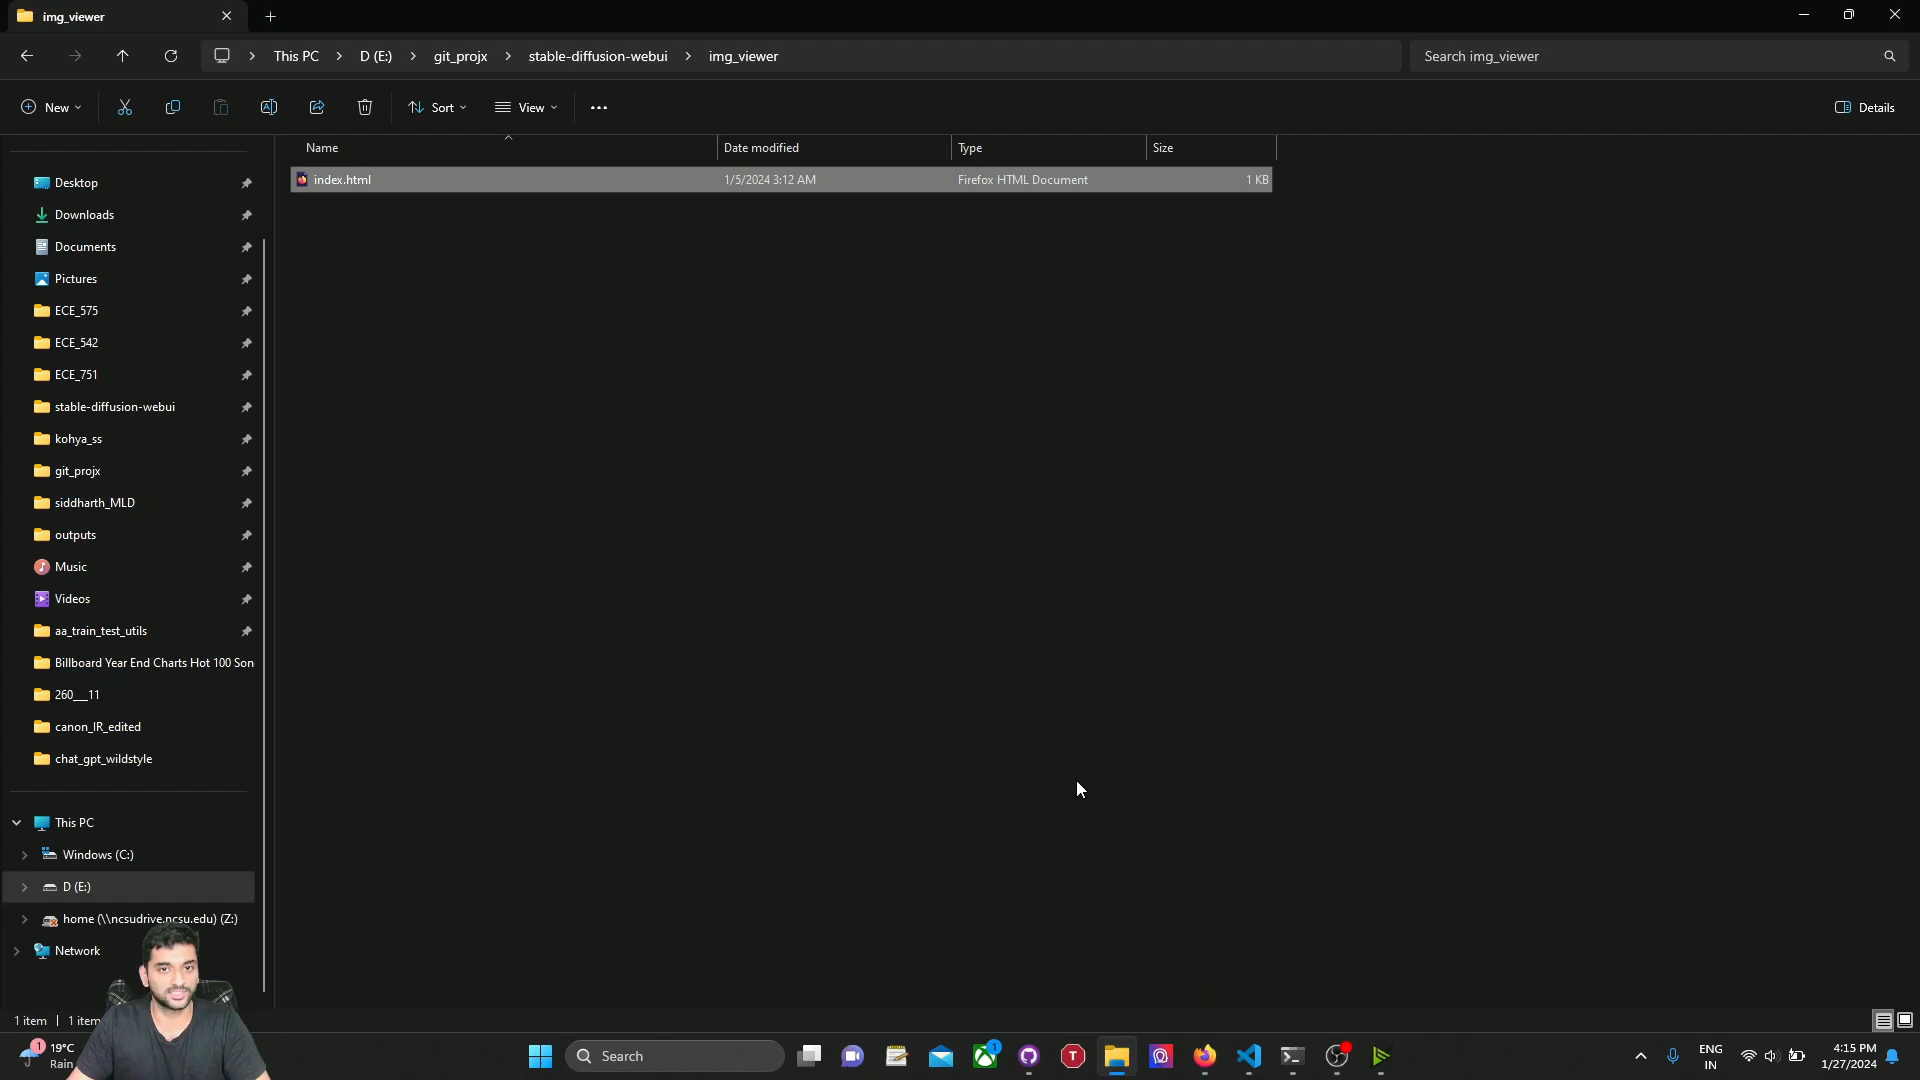 img_viewer
This PC
D (E:)
git_projx
stable-diffusion-webui
img_viewer
Search img_viewer
New
Sort
View
Details
Name
Date modified
Type
Size
index.html
1/5/2024 3:12 AM
Firefox HTML Document
1 KB
Desktop
Downloads
Documents
Pictures
ECE_575
ECE_542
ECE_751
stable-diffusion-webui
kohya_ss
git_projx
siddharth_MLD
outputs
Music
Videos
aa_train_test_utils
Billboard Year End Charts Hot 100 Son
260__11
canon_IR_edited
chat_gpt_wildstyle
This PC
Windows (C:)
D (E:)
home (\\ncsudrive.ncsu.edu) (Z:)
Network
1 item
1 item
1
19°C
Rain
Search
1
T
ENG
IN
4:15 PM
1/27/2024